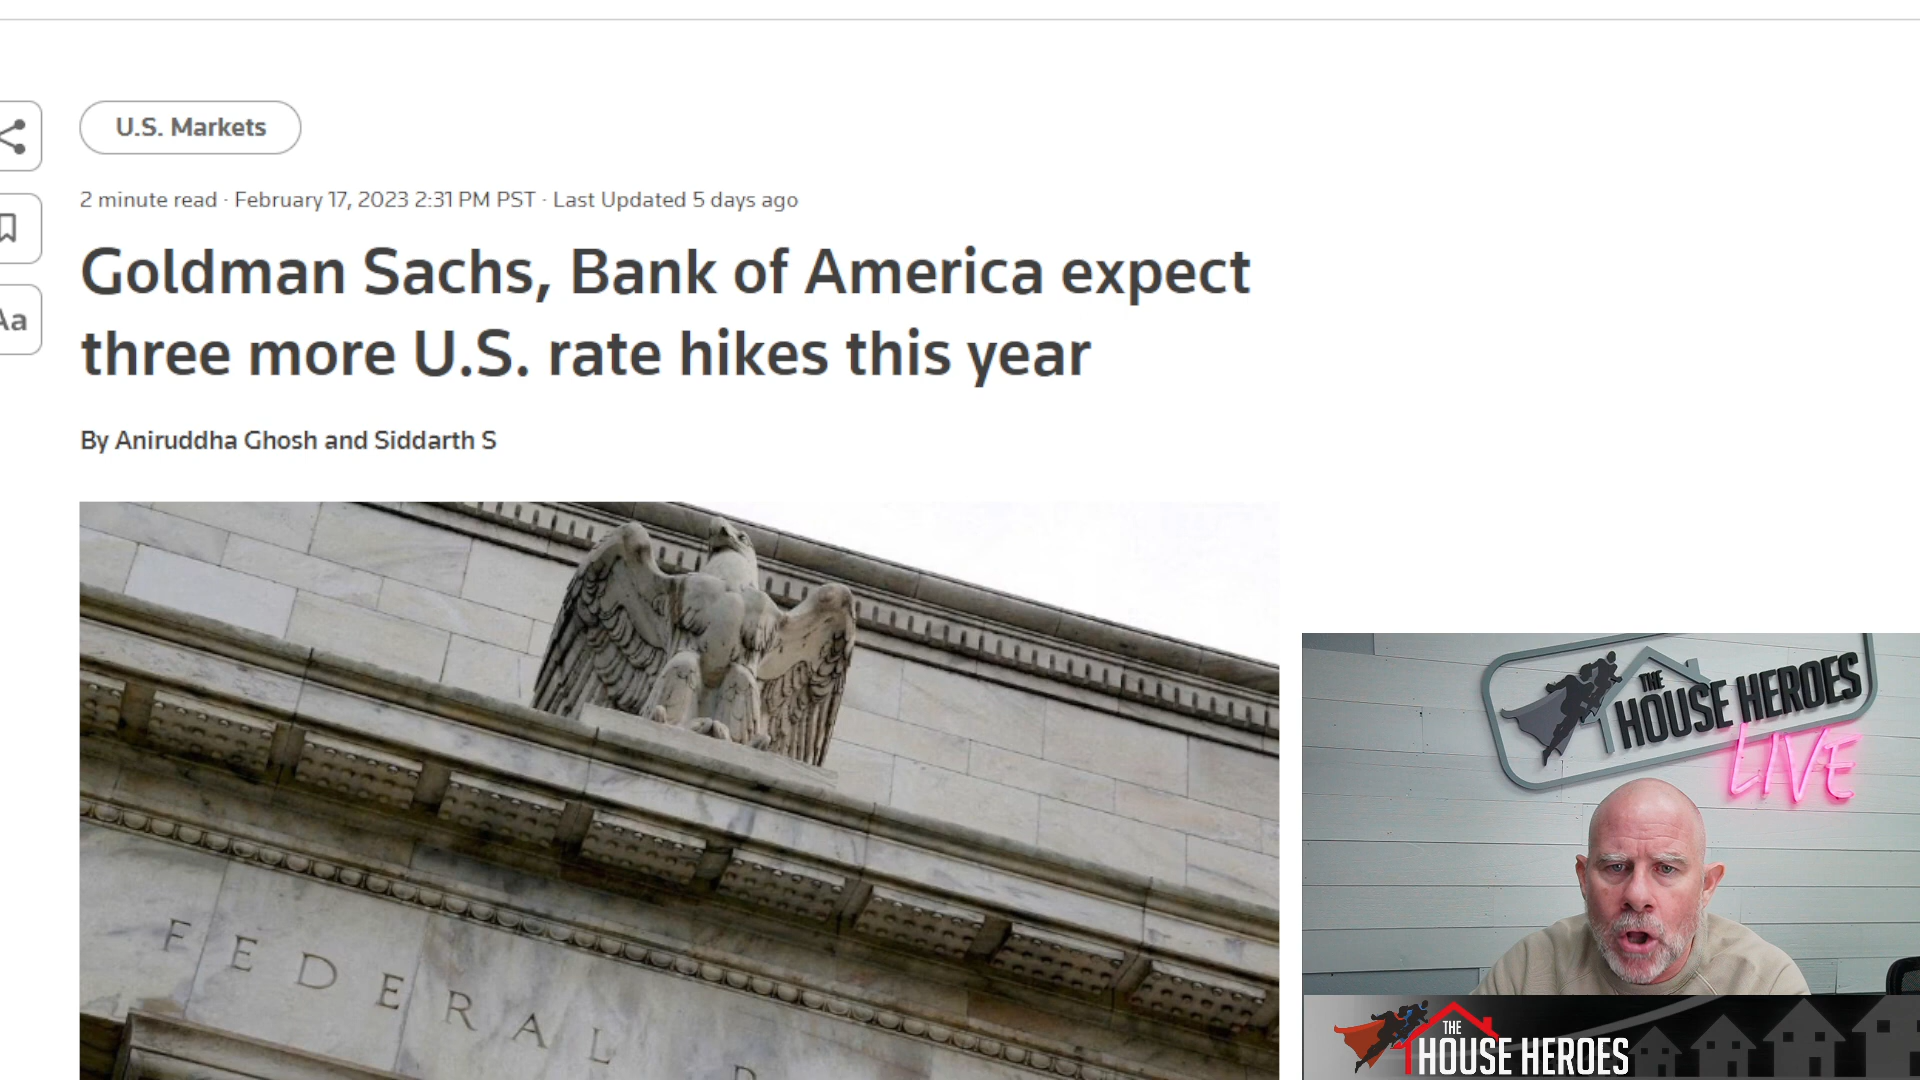 U.S. Markets
2 minute read · February 17, 2023 2:31 PM PST · Last Updated 5 days ago
Aa
Goldman Sachs, Bank of America expect
three more U.S. rate hikes this year
By Aniruddha Ghosh and Siddarth S
FEDERAL
THE
HOUSE HEROES
LIVE
THE
HOUSE HEROES